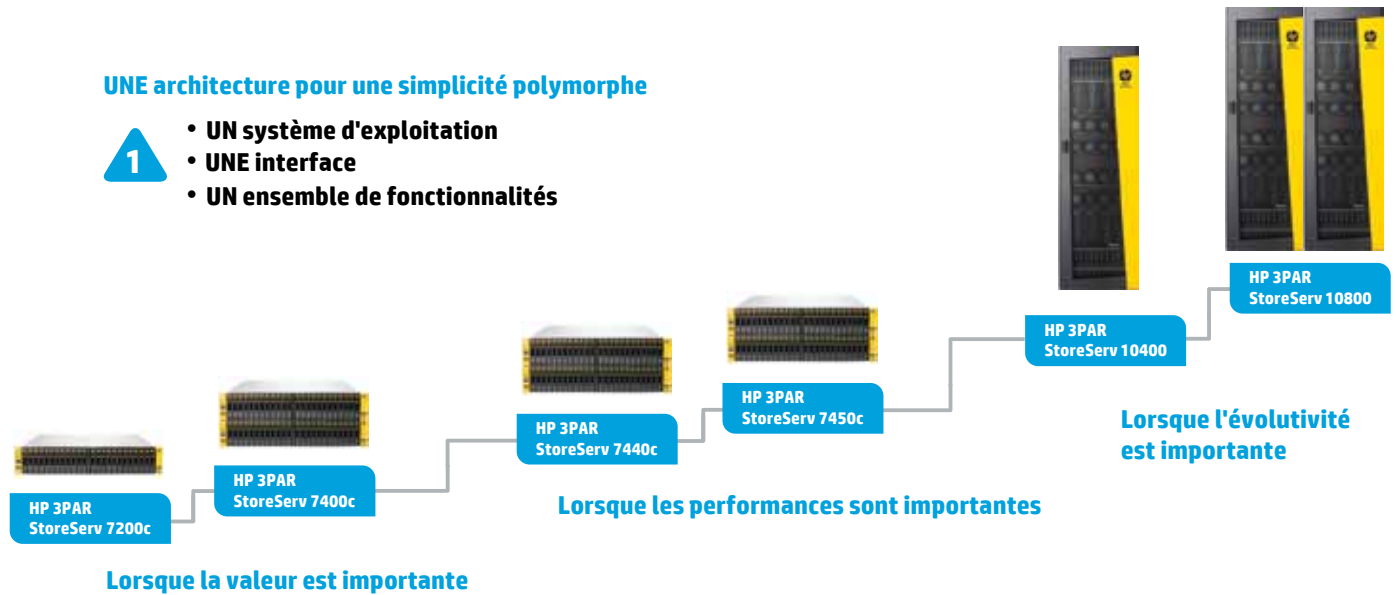 UNE architecture pour une simplicité polymorphe
1
• UN système d'exploitation
• UNE interface
• UN ensemble de fonctionnalités
HP 3PAR
StoreServ 7200c
HP 3PAR
StoreServ 7400c
Lorsque la valeur est importante
HP 3PAR
StoreServ 7440c
HP 3PAR
StoreServ 7450c
Lorsque les performances sont importantes
HP 3PAR
StoreServ 10400
HP 3PAR
StoreServ 10800
Lorsque l'évolutivité
est importante